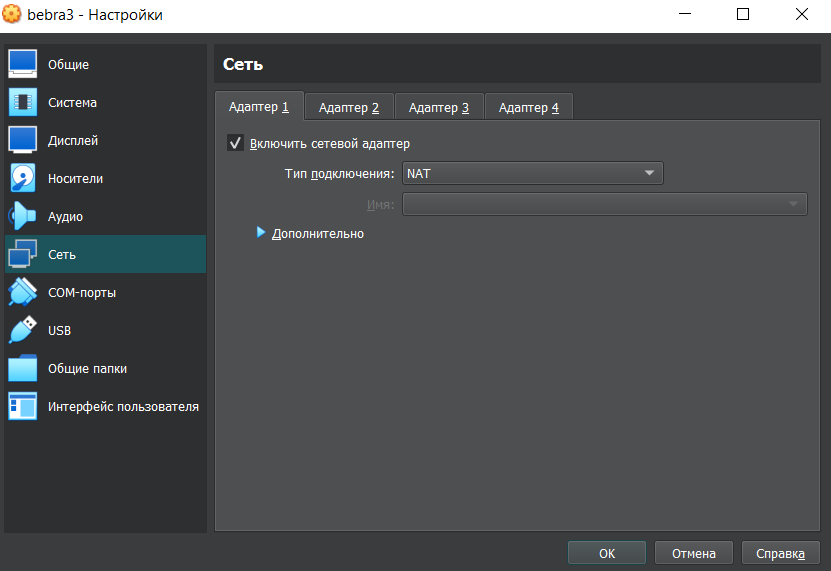 bebra3 - Настройки
Общие
Система
Дисплей
Носители
Аудио
Сеть
COM-порты
USB
Общие папки
Интерфейс пользователя
Сеть
Адаптер 1 Адаптер 2 Адаптер 3 Адаптер 4
Включить сетевой адаптер
Тип подключения: NAT
Имя:
Дополнительно
OK Отмена Справка